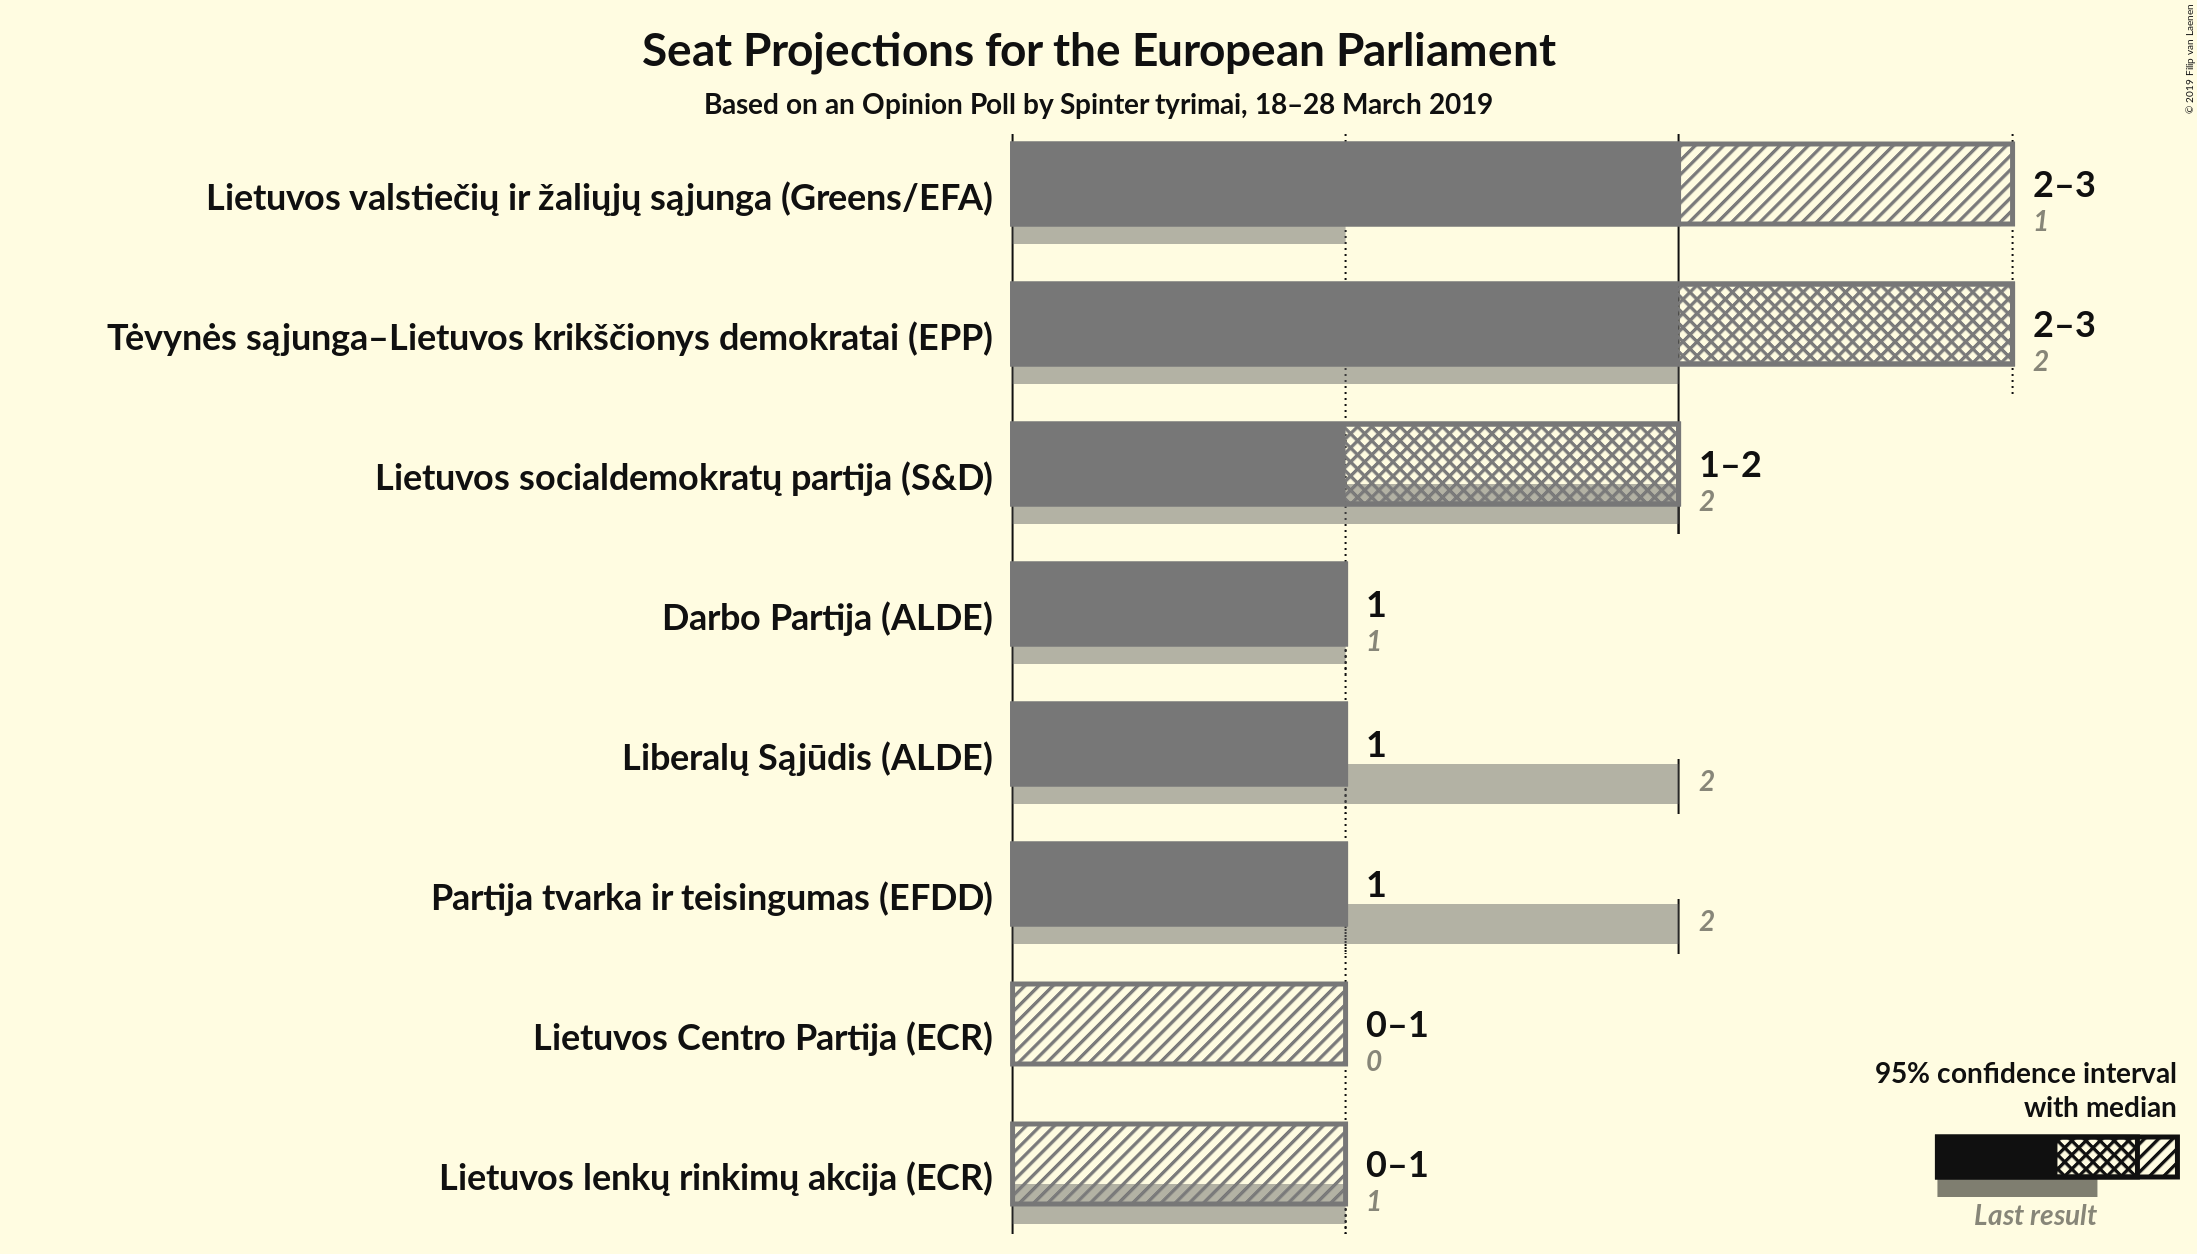 Seat Projections for the European Parliament
Based on an Opinion Poll by Spinter tyrimai, 18–28 March 2019
© 2019 Filip van Laenen
Lietuvos valstiečių ir žaliųjų sąjunga (Greens/EFA)
2–3
1
Tėvynės sąjunga–Lietuvos krikščionys demokratai (EPP)
2–3
2
Lietuvos socialdemokratų partija (S&D)
1–2
2
Darbo Partija (ALDE)
1
1
Liberalų Sąjūdis (ALDE)
1
2
Partija tvarka ir teisingumas (EFDD)
1
2
Lietuvos Centro Partija (ECR)
0–1
0
Lietuvos lenkų rinkimų akcija (ECR)
0–1
1
95% confidence interval
with median
Last result